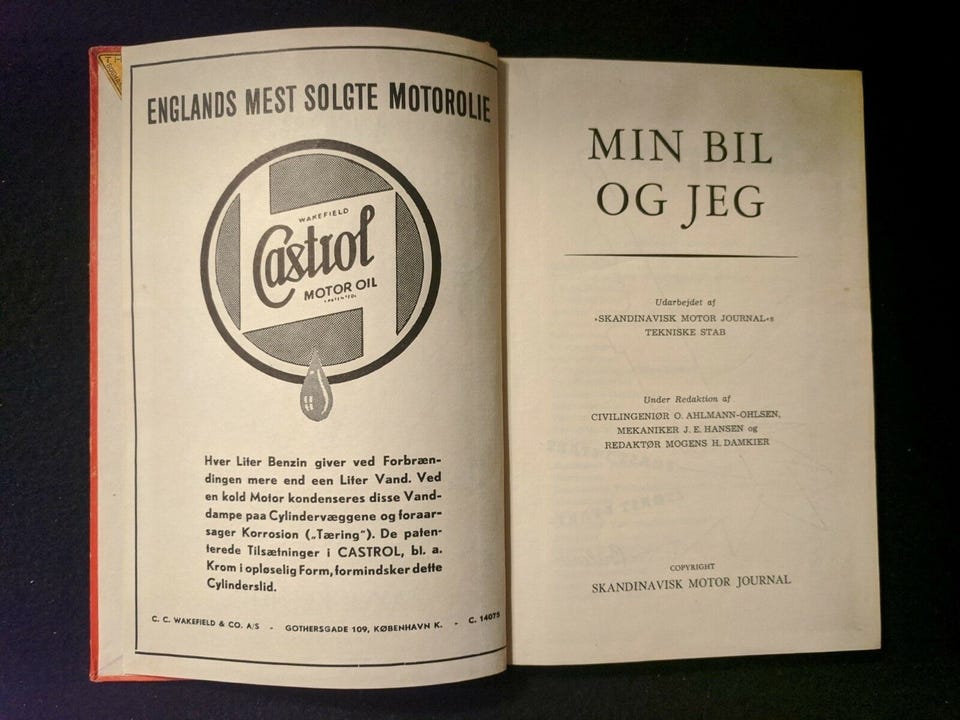 ENGLANDS MEST SOLGTE MOTOROLIE
WAKEFIELD
Castrol
MOTOR OIL
Hver Liter Benzin giver ved Forbræn-
dingen mere end een Liter Vand. Ved
en kold Motor kondenseres disse Vand-
dampe paa Cylindervæggene og foraar-
sager Korrosion („Tæring"). De paten-
terede Tilsætninger i CASTROL, bl. a.
Krom i opløselig Form, formindsker dette
Cylinderslid.
C. C. WAKEFIELD & CO. A/S - GOTHERSGADE 109, KØBENHAVN K. - C. 14075
MIN BIL
OG JEG
Udarbejdet af
»SKANDINAVISK MOTOR JOURNAL«s
TEKNISKE STAB
Under Redaktion af
CIVILINGENIØR O. AHLMANN-OHLSEN,
MEKANIKER J. E. HANSEN og
REDAKTØR MOGENS H. DAMKIER
COPYRIGHT
SKANDINAVISK MOTOR JOURNAL